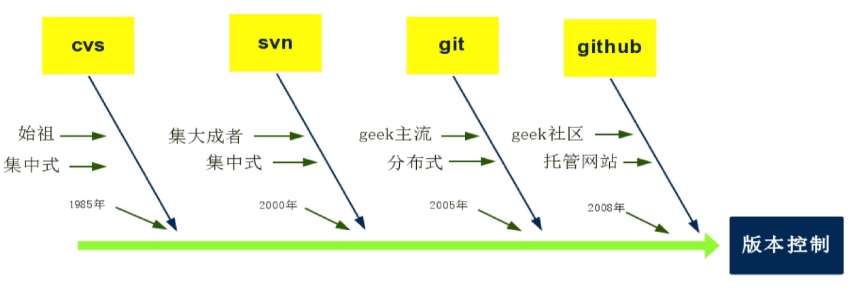 cvs
svn
git
github
始祖
集中式
1985年
集大成者
集中式
2000年
geek主流
分布式
2005年
geek社区
托管网站
2008年
版本控制